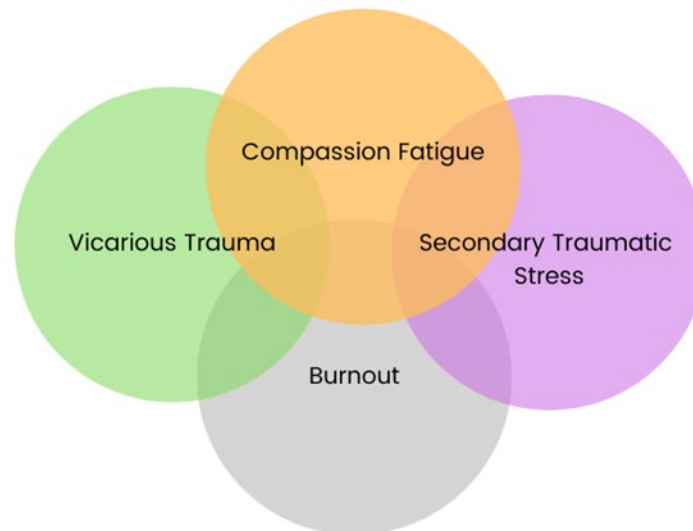 Compassion Fatigue
Vicarious Trauma
Secondary Traumatic
Stress
Burnout